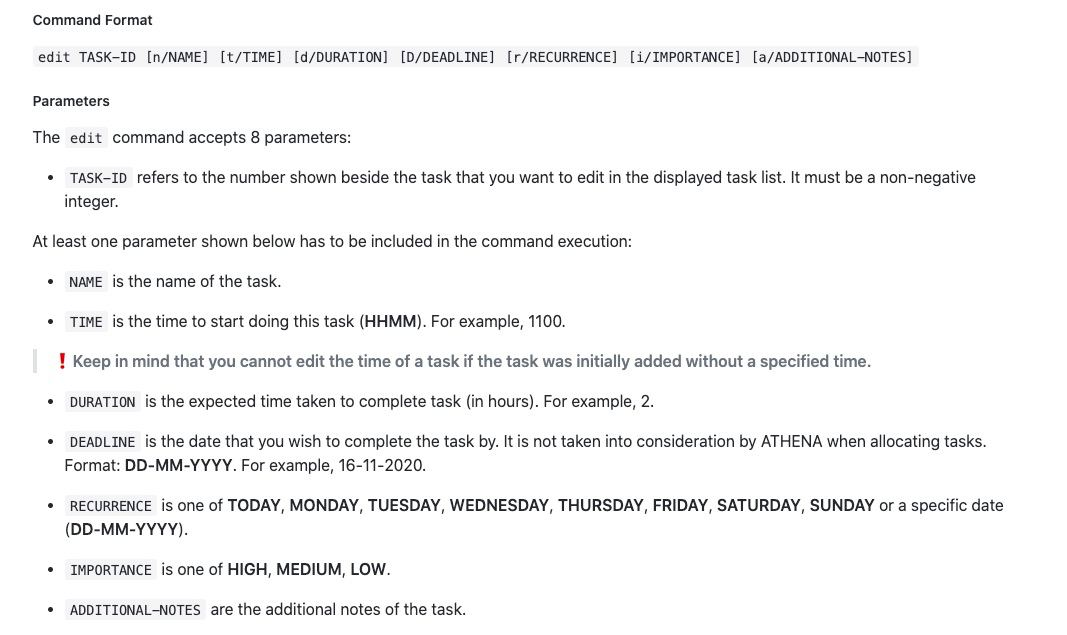 Command Format
edit TASK-ID [n/NAME] [t/TIME] [d/DURATION] [D/DEADLINE] [r/RECURRENCE] [i/IMPORTANCE] [a/ADDITIONAL-NOTES]
Parameters
The edit command accepts 8 parameters:
• TASK-ID refers to the number shown beside the task that you want to edit in the displayed task list. It must be a non-negative
integer.
At least one parameter shown below has to be included in the command execution:
• NAME is the name of the task.
• TIME is the time to start doing this task (HHMM). For example, 1100.
❗ Keep in mind that you cannot edit the time of a task if the task was initially added without a specified time.
• DURATION is the expected time taken to complete task (in hours). For example, 2.
• DEADLINE is the date that you wish to complete the task by. It is not taken into consideration by ATHENA when allocating tasks.
Format: DD-MM-YYYY. For example, 16-11-2020.
• RECURRENCE is one of TODAY, MONDAY, TUESDAY, WEDNESDAY, THURSDAY, FRIDAY, SATURDAY, SUNDAY or a specific date
(DD-MM-YYYY).
• IMPORTANCE is one of HIGH, MEDIUM, LOW.
• ADDITIONAL-NOTES are the additional notes of the task.